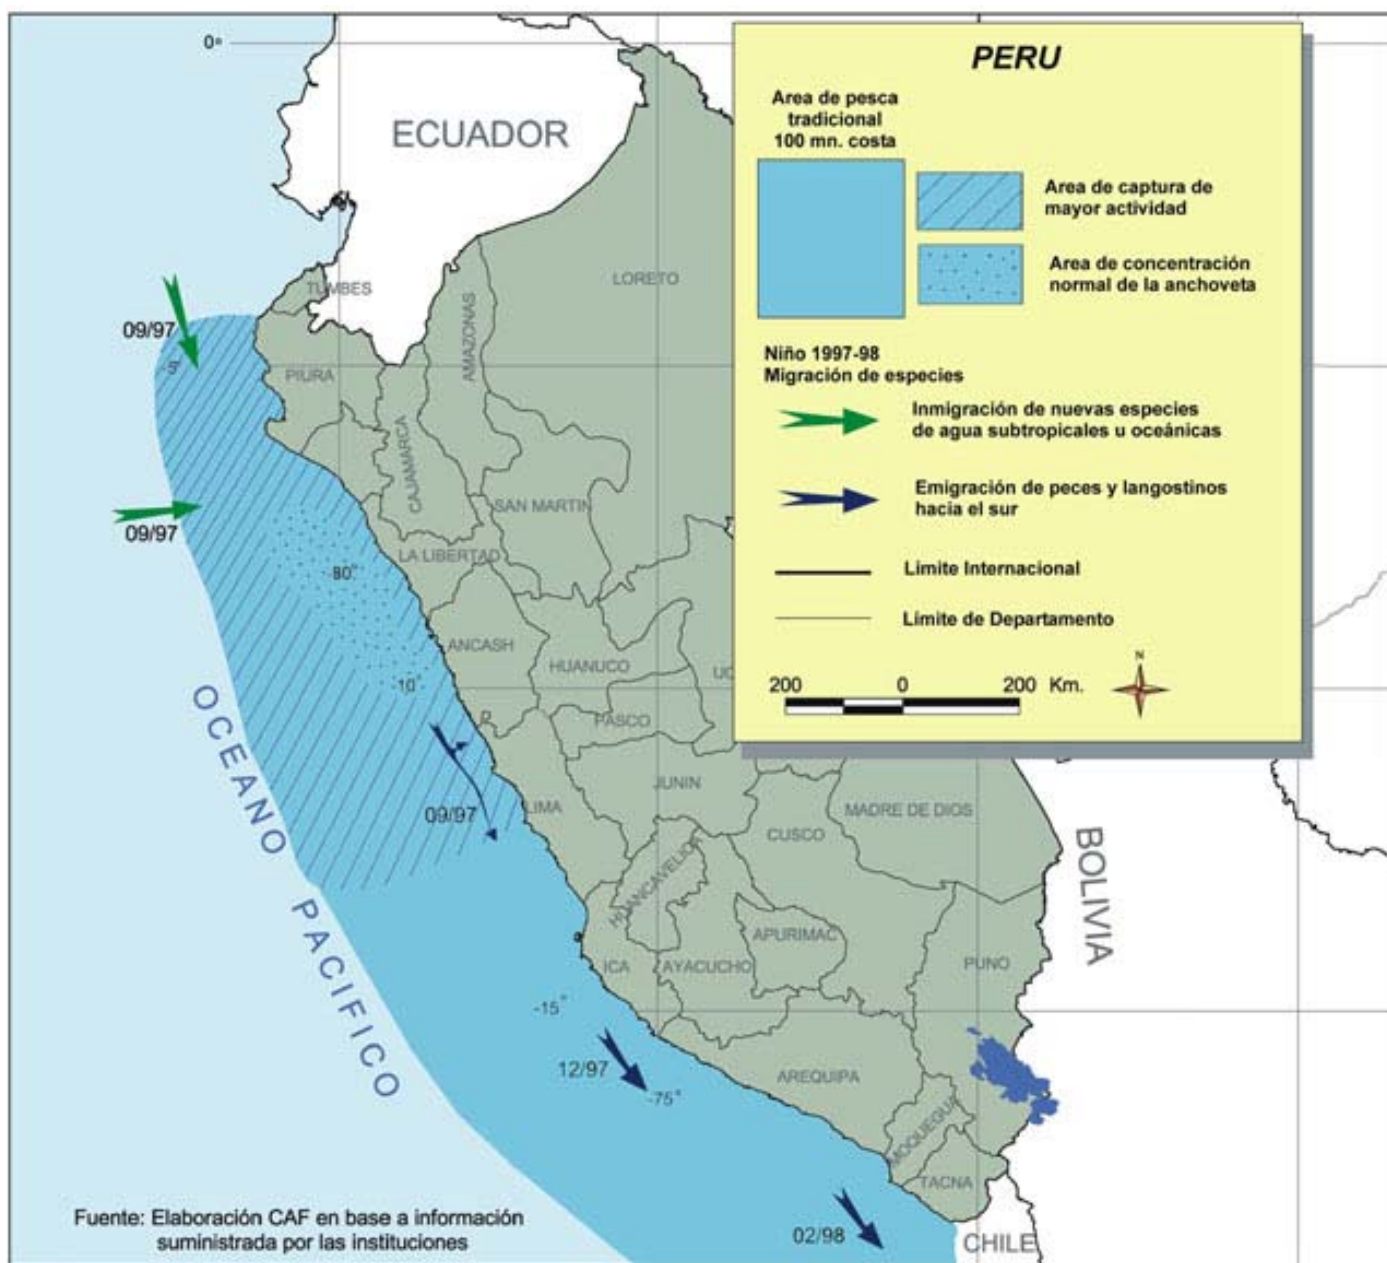 PERU
Area de pesca
tradicional
100 mn. costa
Area de captura de
mayor actividad
Area de concentración
normal de la anchoveta
Niño 1997-98
Migración de especies
Inmigración de nuevas especies
de agua subtropicales u oceánicas
Emigración de peces y langostinos
hacia el sur
Limite Internacional
Límite de Departamento
N
200 0 200 Km.
0°
ECUADOR
TUMBES
LORETO
AMAZONAS
09/97
-5
PIURA
CAJAMARCA
09/97
SAN MARTIN
LA LIBERTAD
80°
ANCASH
HUANUCO
UC
-10°
PASCO
OCEANO PACIFICO
09/97
LIMA
JUNIN
MADRE DE DIOS
CUSCO
BOLIVIA
HUANCAVELICA
APURIMAC
ICA
AYACUCHO
PUNO
-15°
12/97
-75°
AREQUIPA
MOQUEGUA
TACNA
02/98
CHILE
Fuente: Elaboración CAF en base a información
suministrada por las instituciones